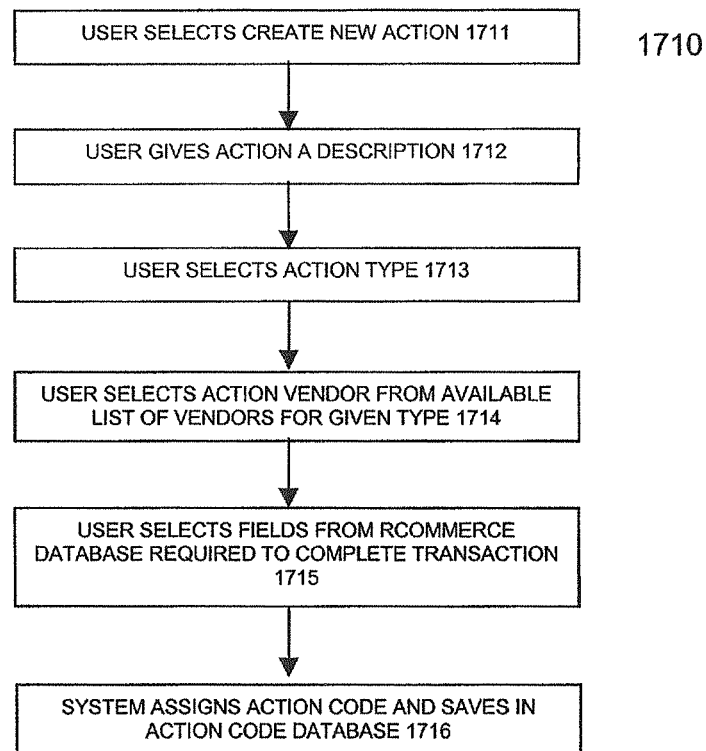 USER SELECTS CREATE NEW ACTION 1711
1710
USER GIVES ACTION A DESCRIPTION 1712
USER SELECTS ACTION TYPE 1713
USER SELECTS ACTION VENDOR FROM AVAILABLE
LIST OF VENDORS FOR GIVEN TYPE 1714
USER SELECTS FIELDS FROM RCOMMERCE
DATABASE REQUIRED TO COMPLETE TRANSACTION
1715
SYSTEM ASSIGNS ACTION CODE AND SAVES IN
ACTION CODE DATABASE 1716